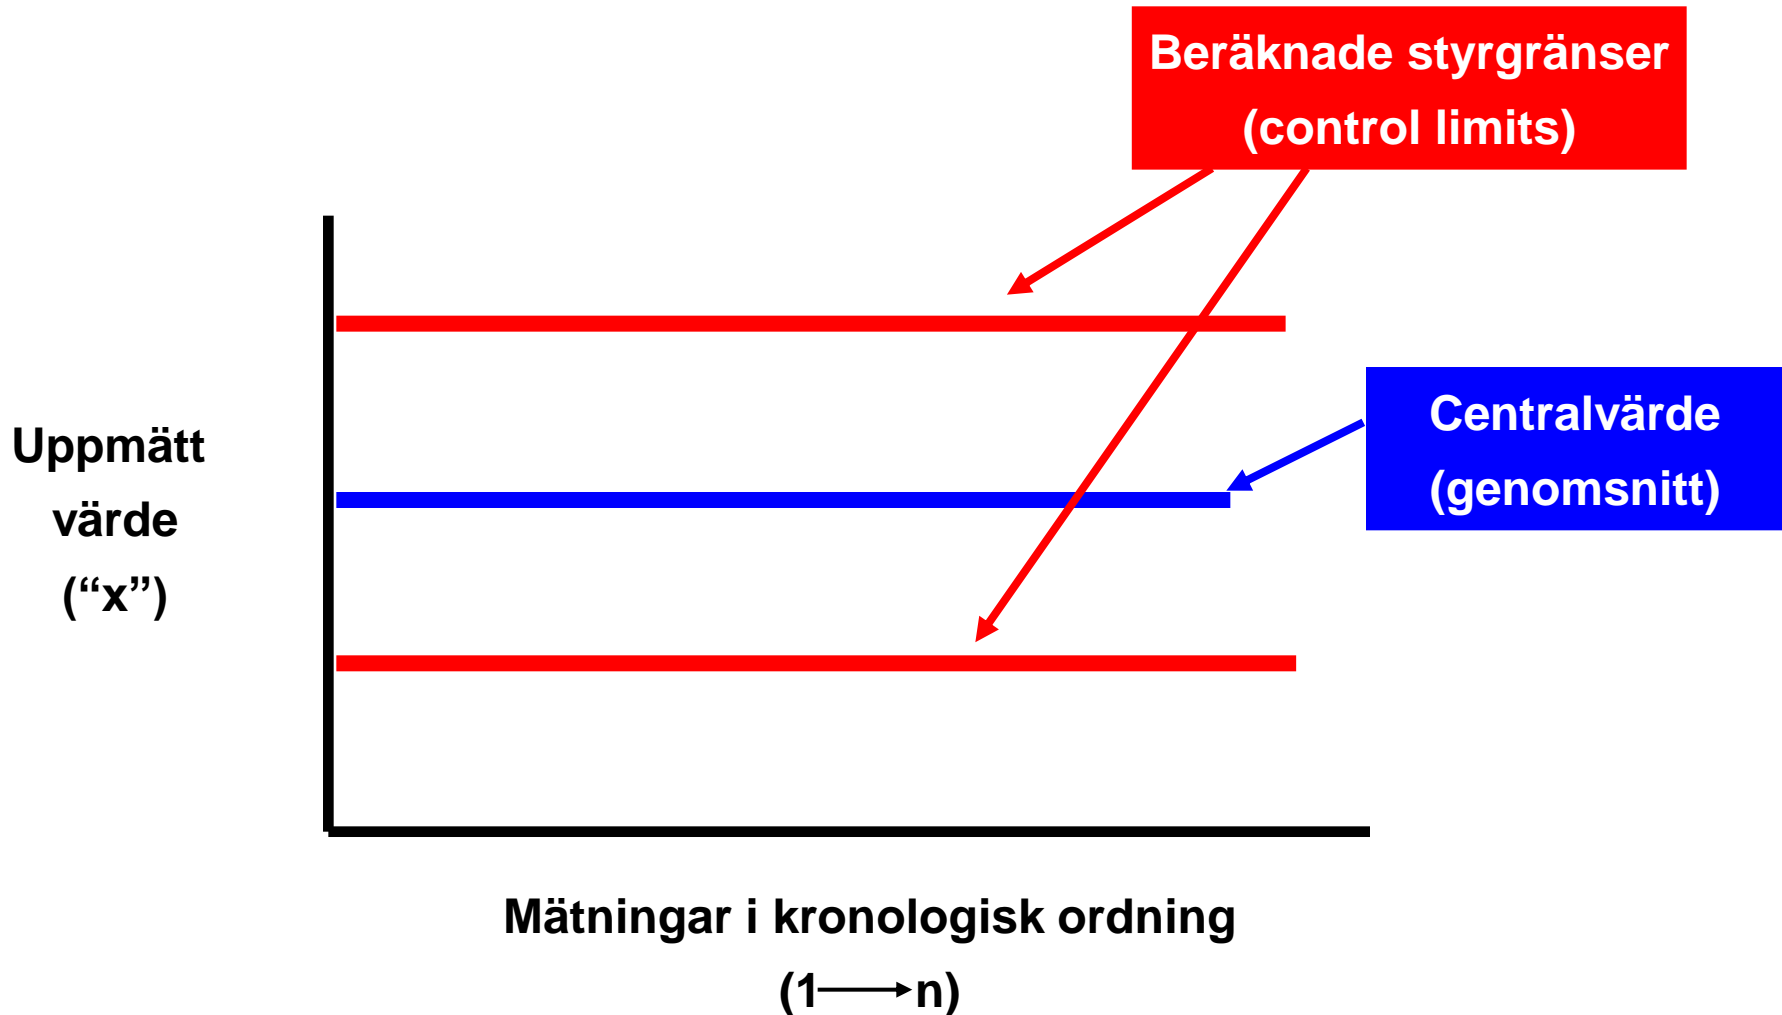 Beräknade styrgränser
(control limits)
Centralvärde
(genomsnitt)
Uppmätt
värde
(“x”)
Mätningar i kronologisk ordning
(1⟶n)